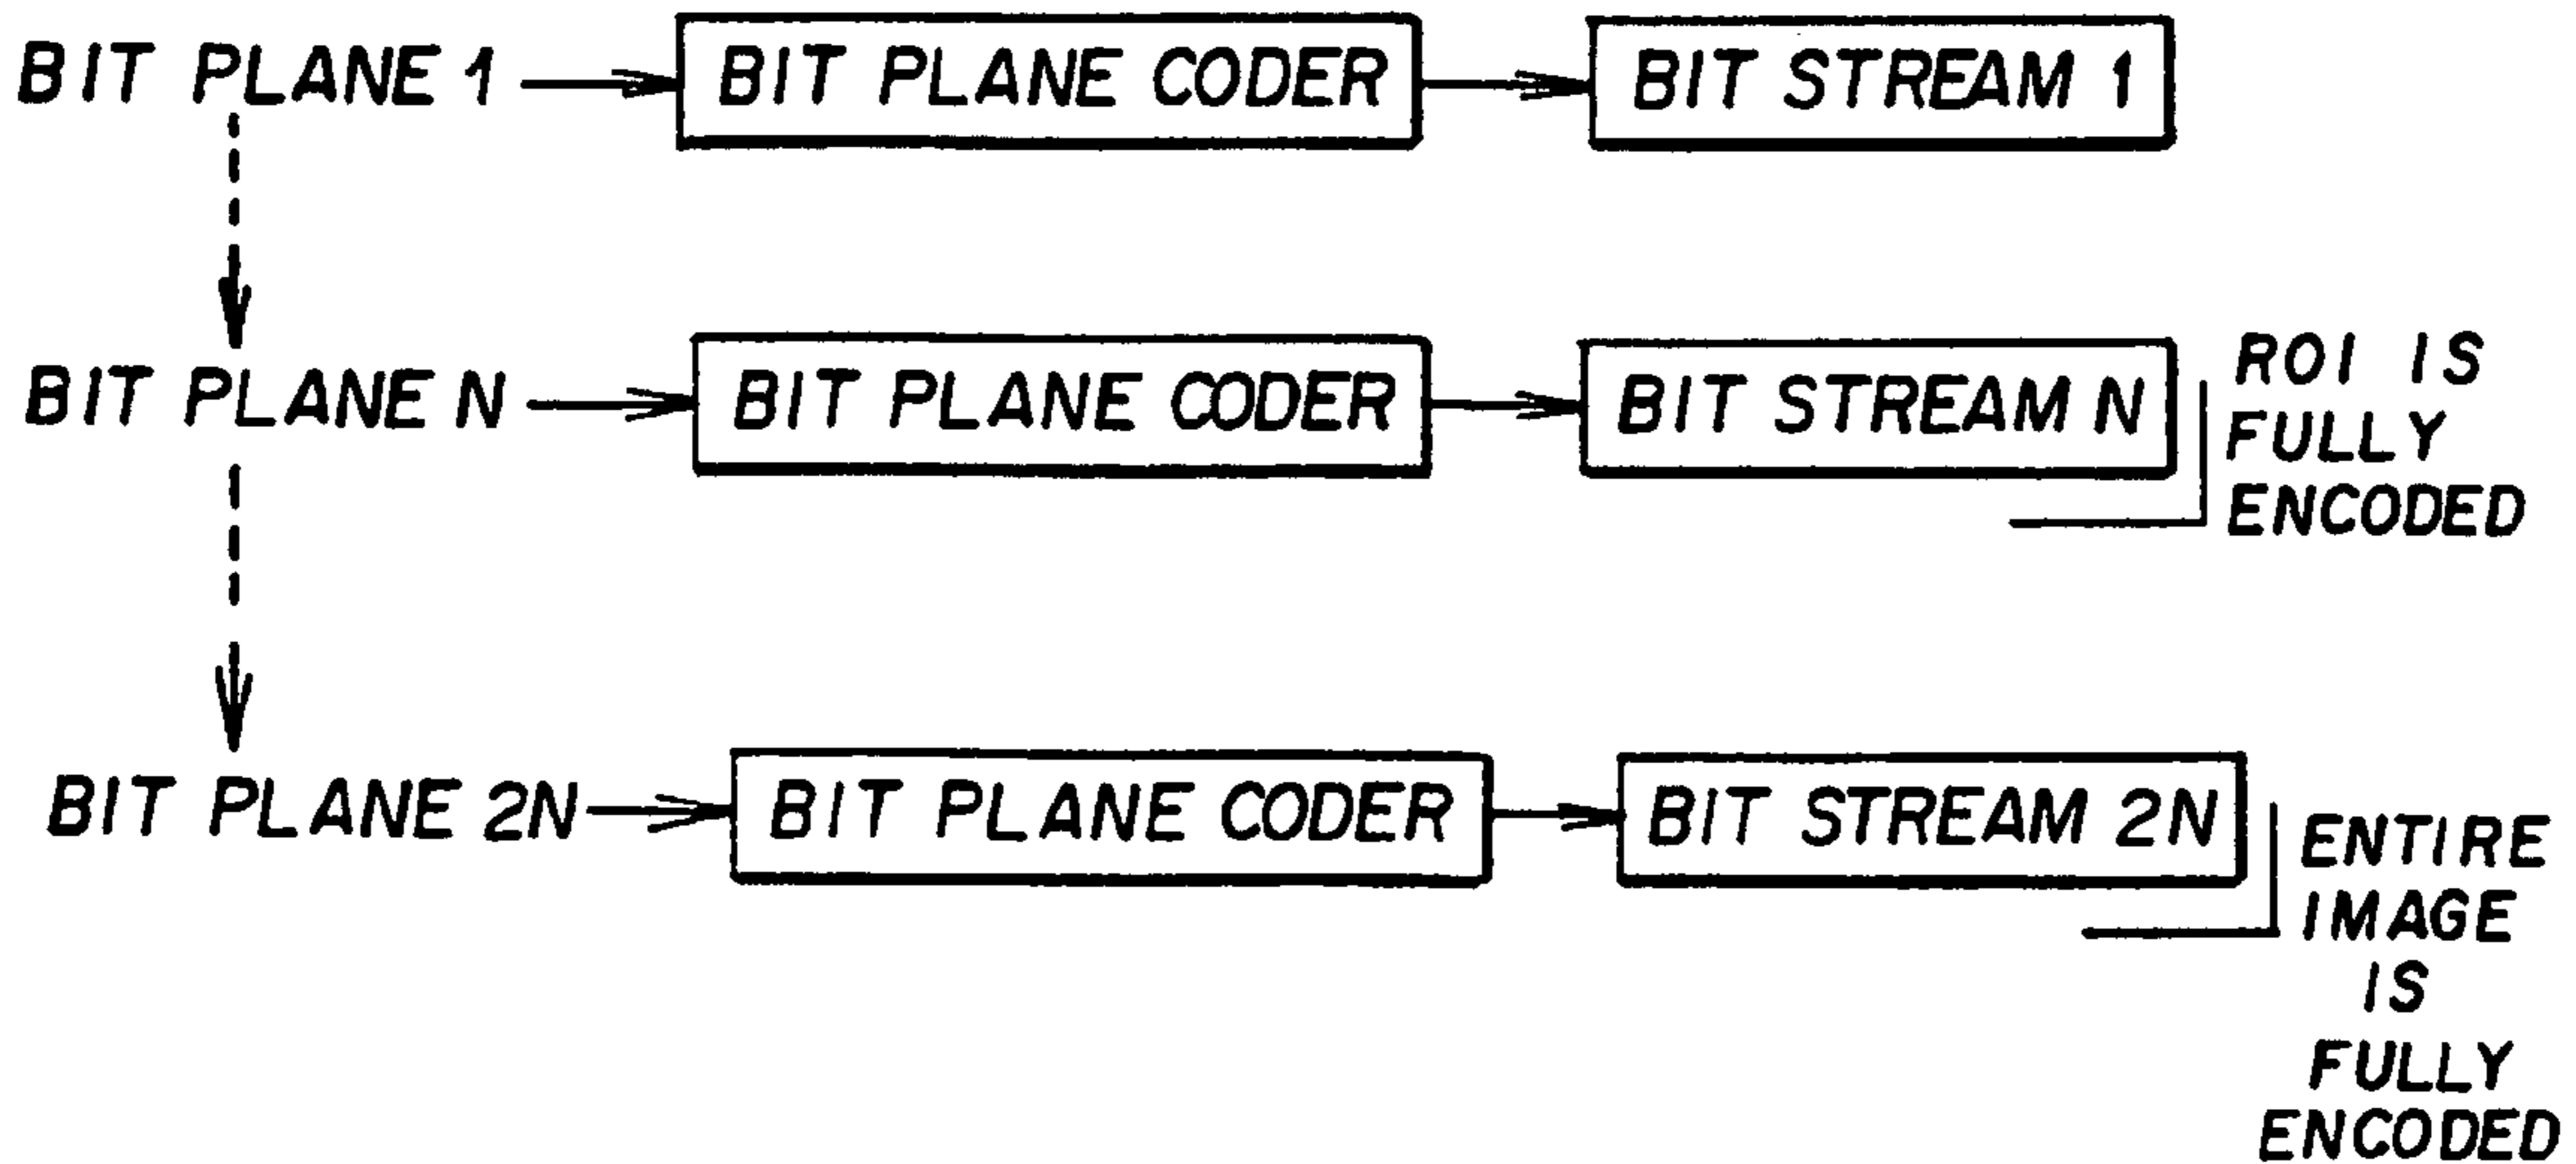 BIT PLANE 1
BIT PLANE CODER
BIT STREAM 1
BIT PLANE N
BIT PLANE CODER
BIT STREAM N
ROI IS
FULLY
ENCODED
BIT PLANE 2N
BIT PLANE CODER
BIT STREAM 2N
ENTIRE
IMAGE
IS
FULLY
ENCODED